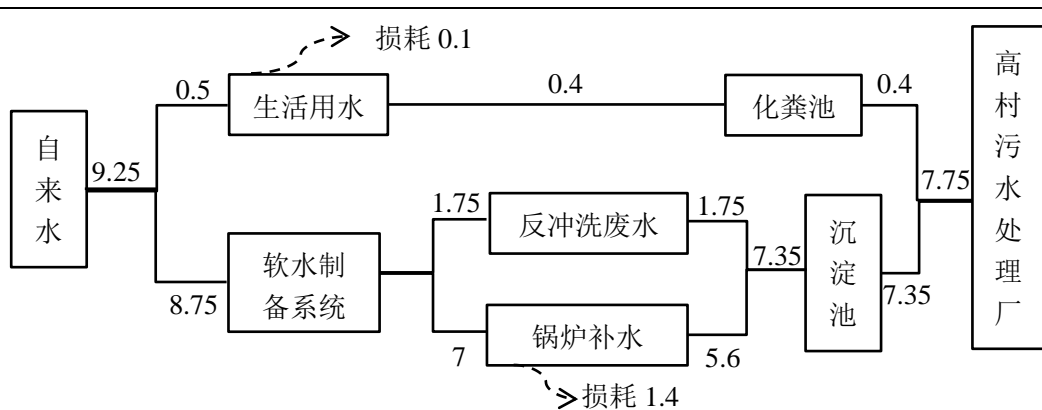 损耗 0.1
0.5
生活用水
0.4
化粪池
0.4
自来水
9.25
高村污水处理厂
7.75
1.75
反冲洗废水
1.75
软水制
备系统
8.75
7.35
沉淀池
7.35
7
锅炉补水
5.6
损耗 1.4